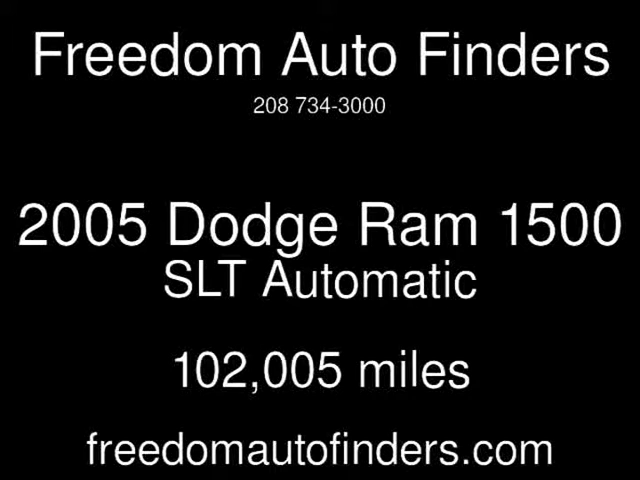 Freedom Auto Finders
208 734-3000
2005 Dodge Ram 1500
SLT Automatic
102,005 miles
freedomautofinders.com